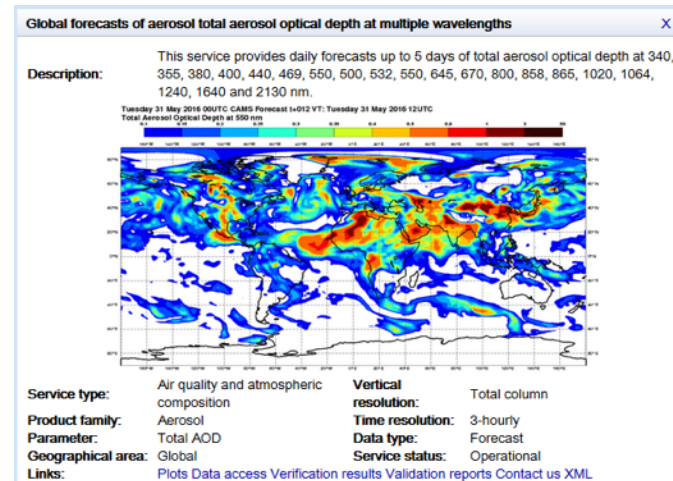 Global forecasts of aerosol total aerosol optical depth at multiple wavelengths X
This service provides daily forecasts up to 5 days of total aerosol optical depth at 340,
Description: 355, 380, 400, 440, 469, 550, 500, 532, 550, 645, 670, 800, 858, 865, 1020, 1064,
1240, 1640 and 2130 nm.
Tuesday 31 May 2016 00UTC CAMS Forecast t+012 VT: Tuesday 31 May 2016 12UTC
Total Aerosol Optical Depth at 550 nm
Service type: Air quality and atmospheric composition
Vertical resolution: Total column
Product family: Aerosol
Time resolution: 3-hourly
Parameter: Total AOD
Data type: Forecast
Geographical area: Global
Service status: Operational
Links: Plots Data access Verification results Validation reports Contact us XML